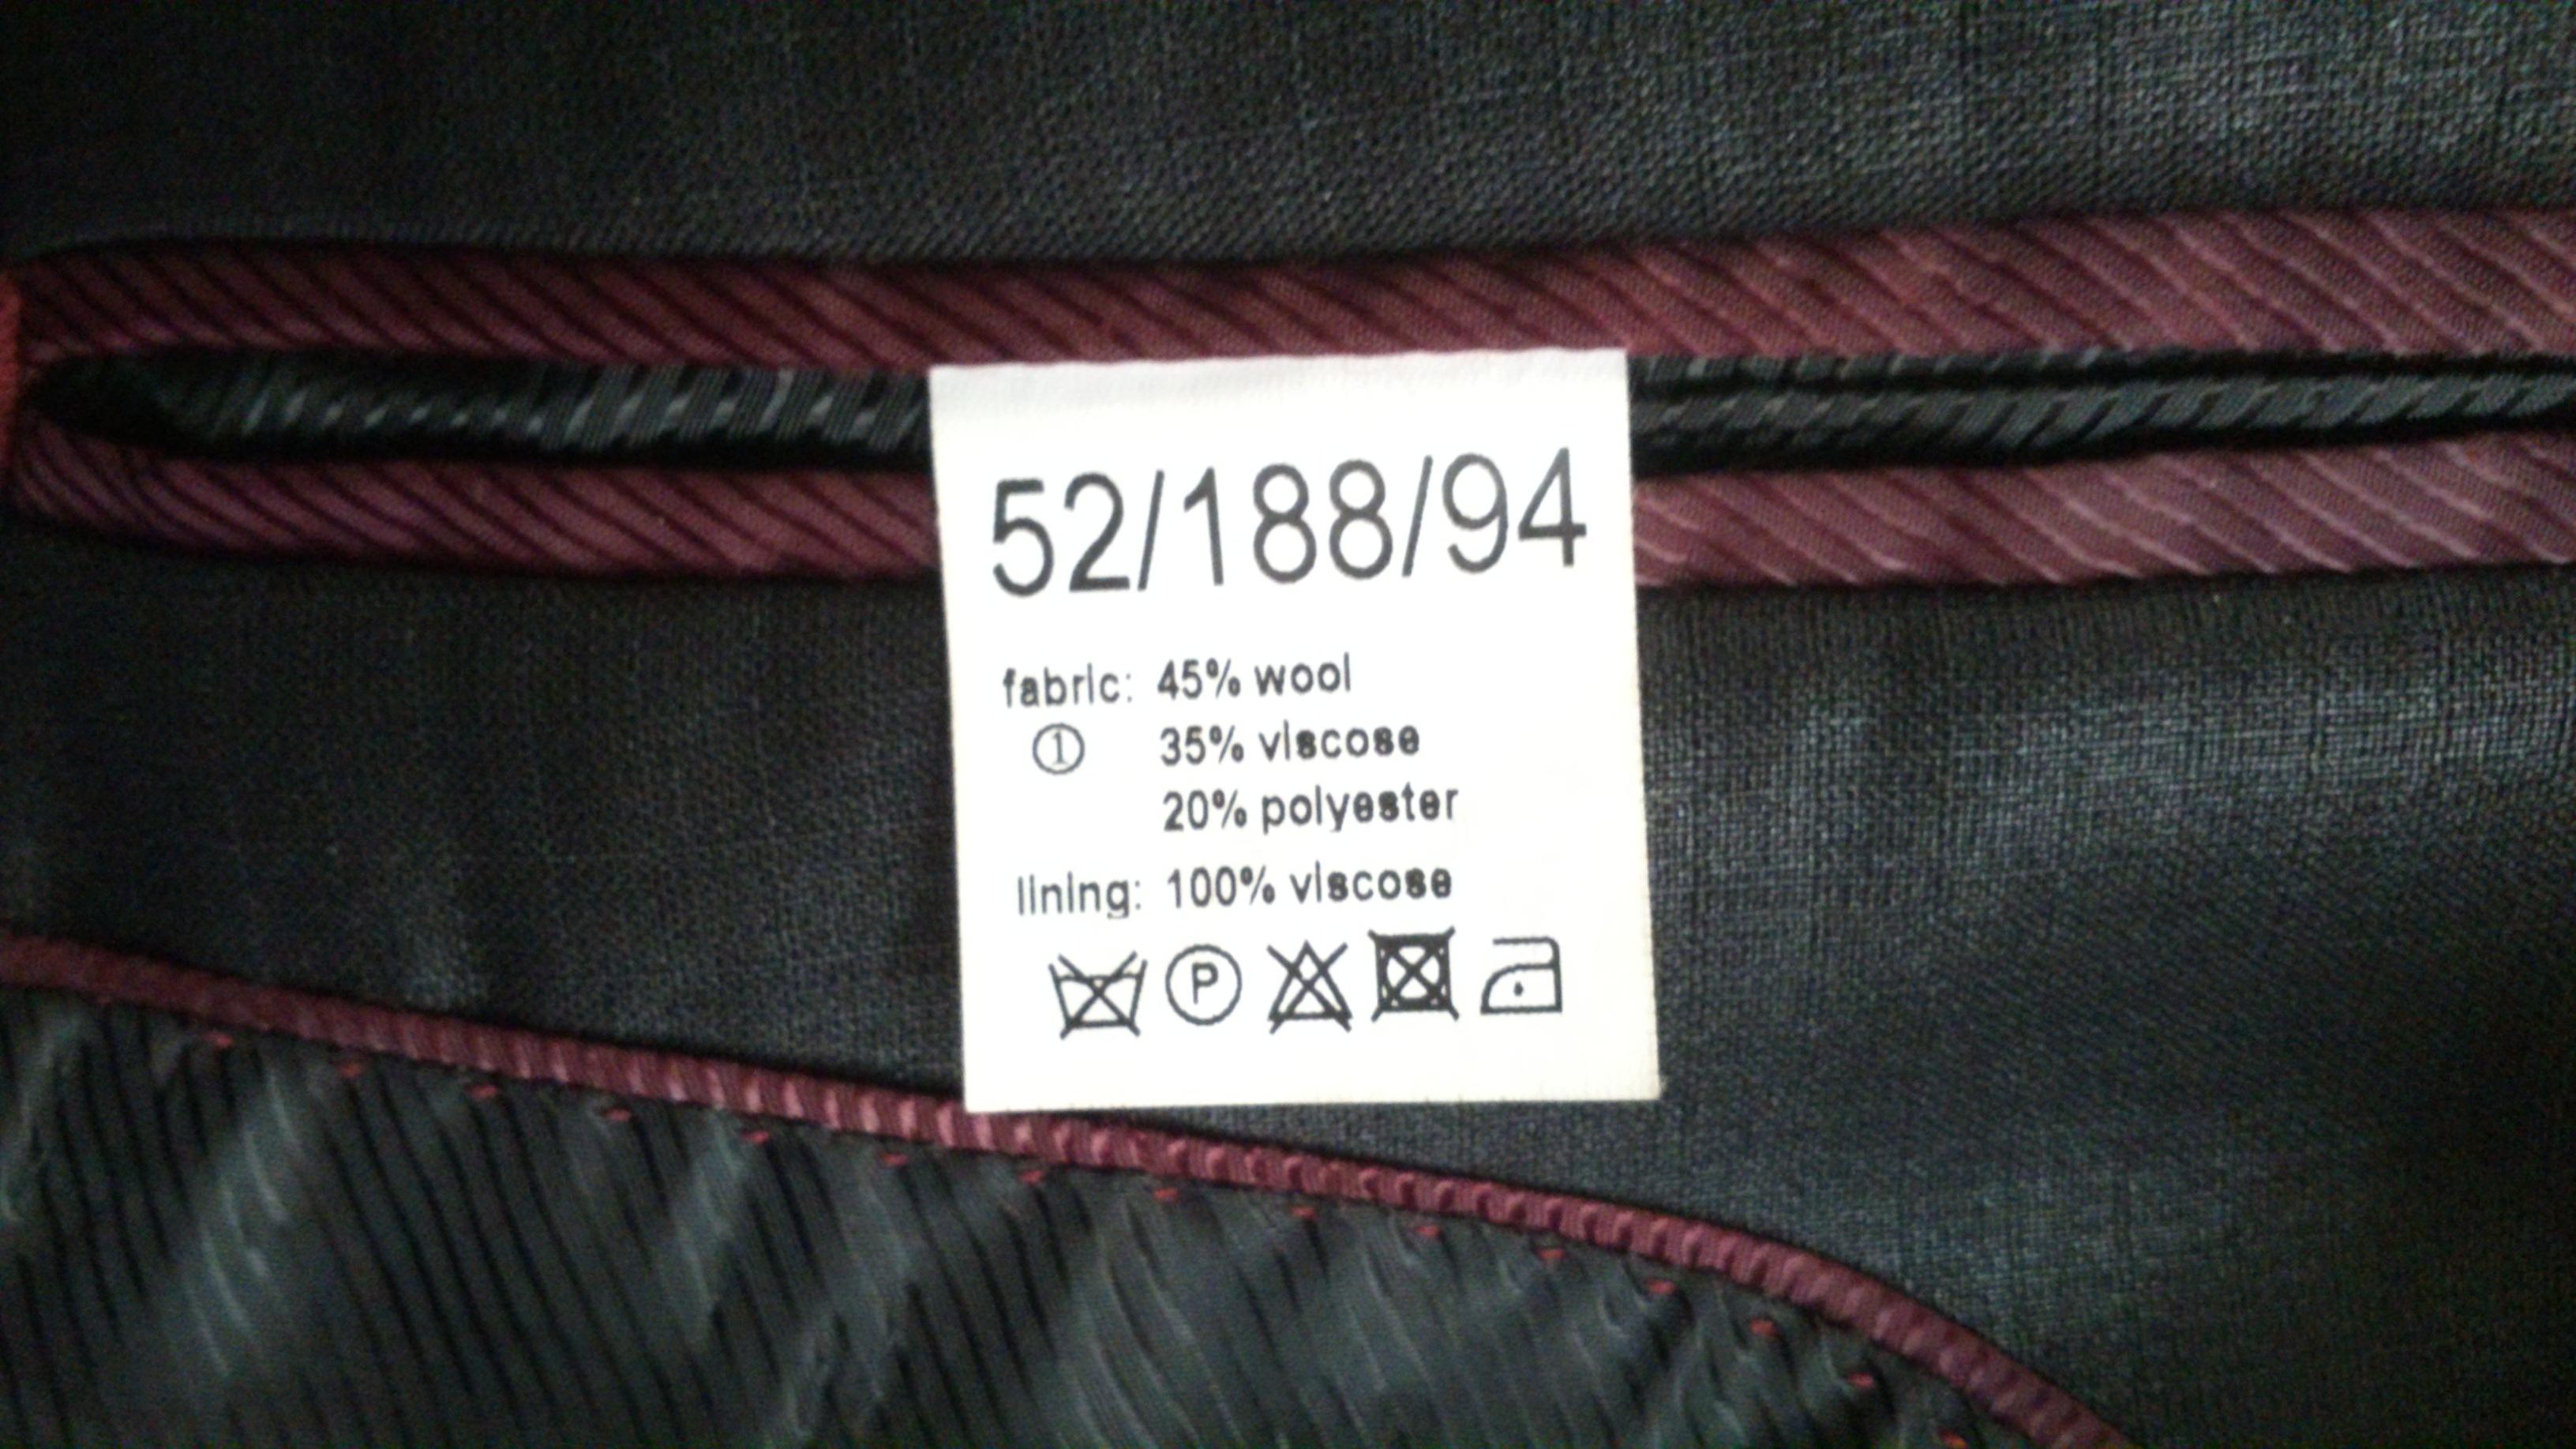 52/188/94
fabric: 45% wool
① 35% viscose
20% polyester
lining: 100% viscose
P